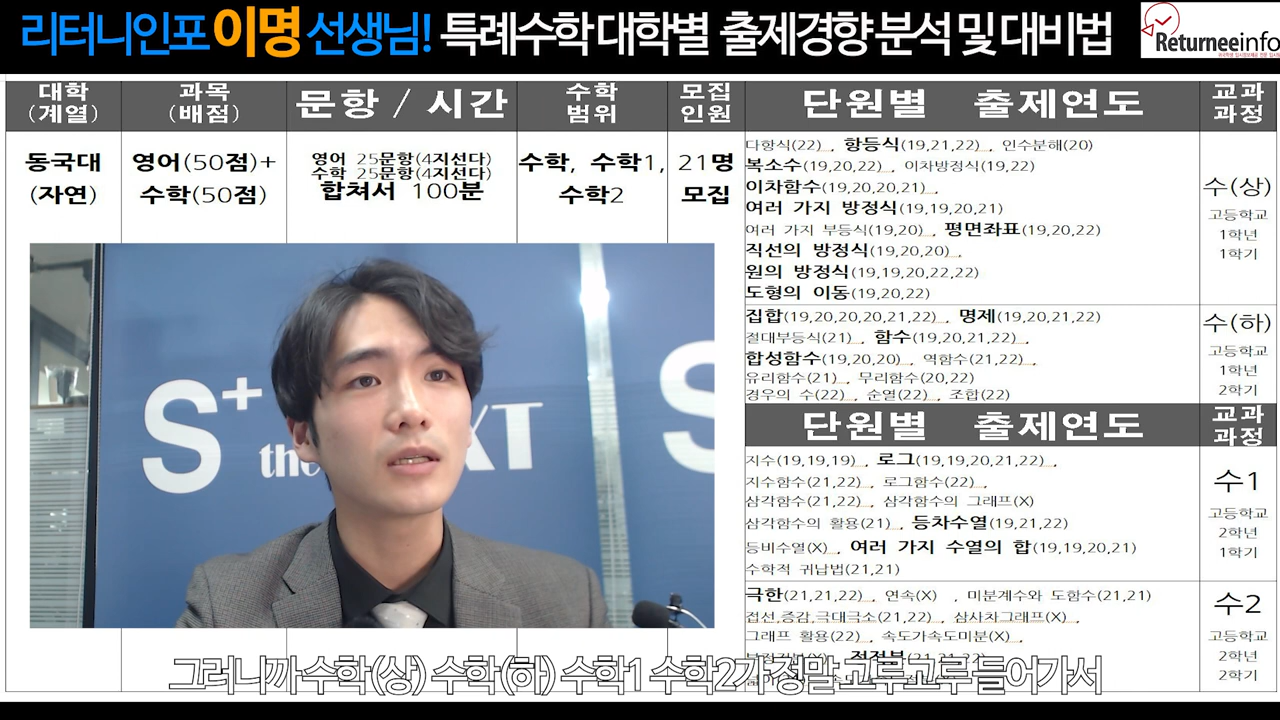 리터니인포 이명 선생님! 특례수학 대학별 출제경향 분석 및 대비법
Returneeinfo
대학 (계열)
과목 (배점)
문항 / 시간
수학 범위
모집 인원
단원별 출제연도
교과 과정
동국대 (자연)
영어(50점)+ 수학(50점)
영어 25문항(4지선다)
수학 25문항(4지선다)
합쳐서 100분
수학, 수학1, 수학2
21명 모집
다항식(22) , 항등식(19,21,22) , 인수분해(20)
복소수(19,20,22) , 이차방정식(19,22)
이차함수(19,20,20,21) ,
여러 가지 방정식(19,19,20,21)
여러 가지 부등식(19,20) , 평면좌표(19,20,22)
직선의 방정식(19,20,20) ,
원의 방정식(19,19,20,22,22)
도형의 이동(19,20,22)
수(상)
고등학교
1학년
1학기
집합(19,20,20,20,21,22) , 명제(19,20,21,22)
절대부등식(21) , 함수(19,20,21,22) ,
합성함수(19,20,20) , 역함수(21,22) ,
유리함수(21) , 무리함수(20,22)
경우의 수(22) , 순열(22) , 조합(22)
수(하)
고등학교
1학년
2학기
단원별 출제연도
교과 과정
지수(19,19,19) , 로그(19,19,20,21,22) ,
지수함수(21,22) , 로그함수(22) ,
삼각함수(21,22) , 삼각함수의 그래프(X)
삼각함수의 활용(21) , 등차수열(19,21,22)
등비수열(X) , 여러 가지 수열의 합(19,19,20,21)
수학적 귀납법(21,21)
수1
고등학교
2학년
1학기
극한(21,21,22) , 연속(X) , 미분계수와 도함수(21,21)
접선,증감,극대극소(21,22) , 삼사차그래프(X) ,
그래프 활용(22) , 속도가속도미분(X) ,
수2
고등학교
2학년
2학기
S+
the
XT
S
그러니까 수학(상) 수학(하) 수학1 수학2가 정말 고루고루 들어가서